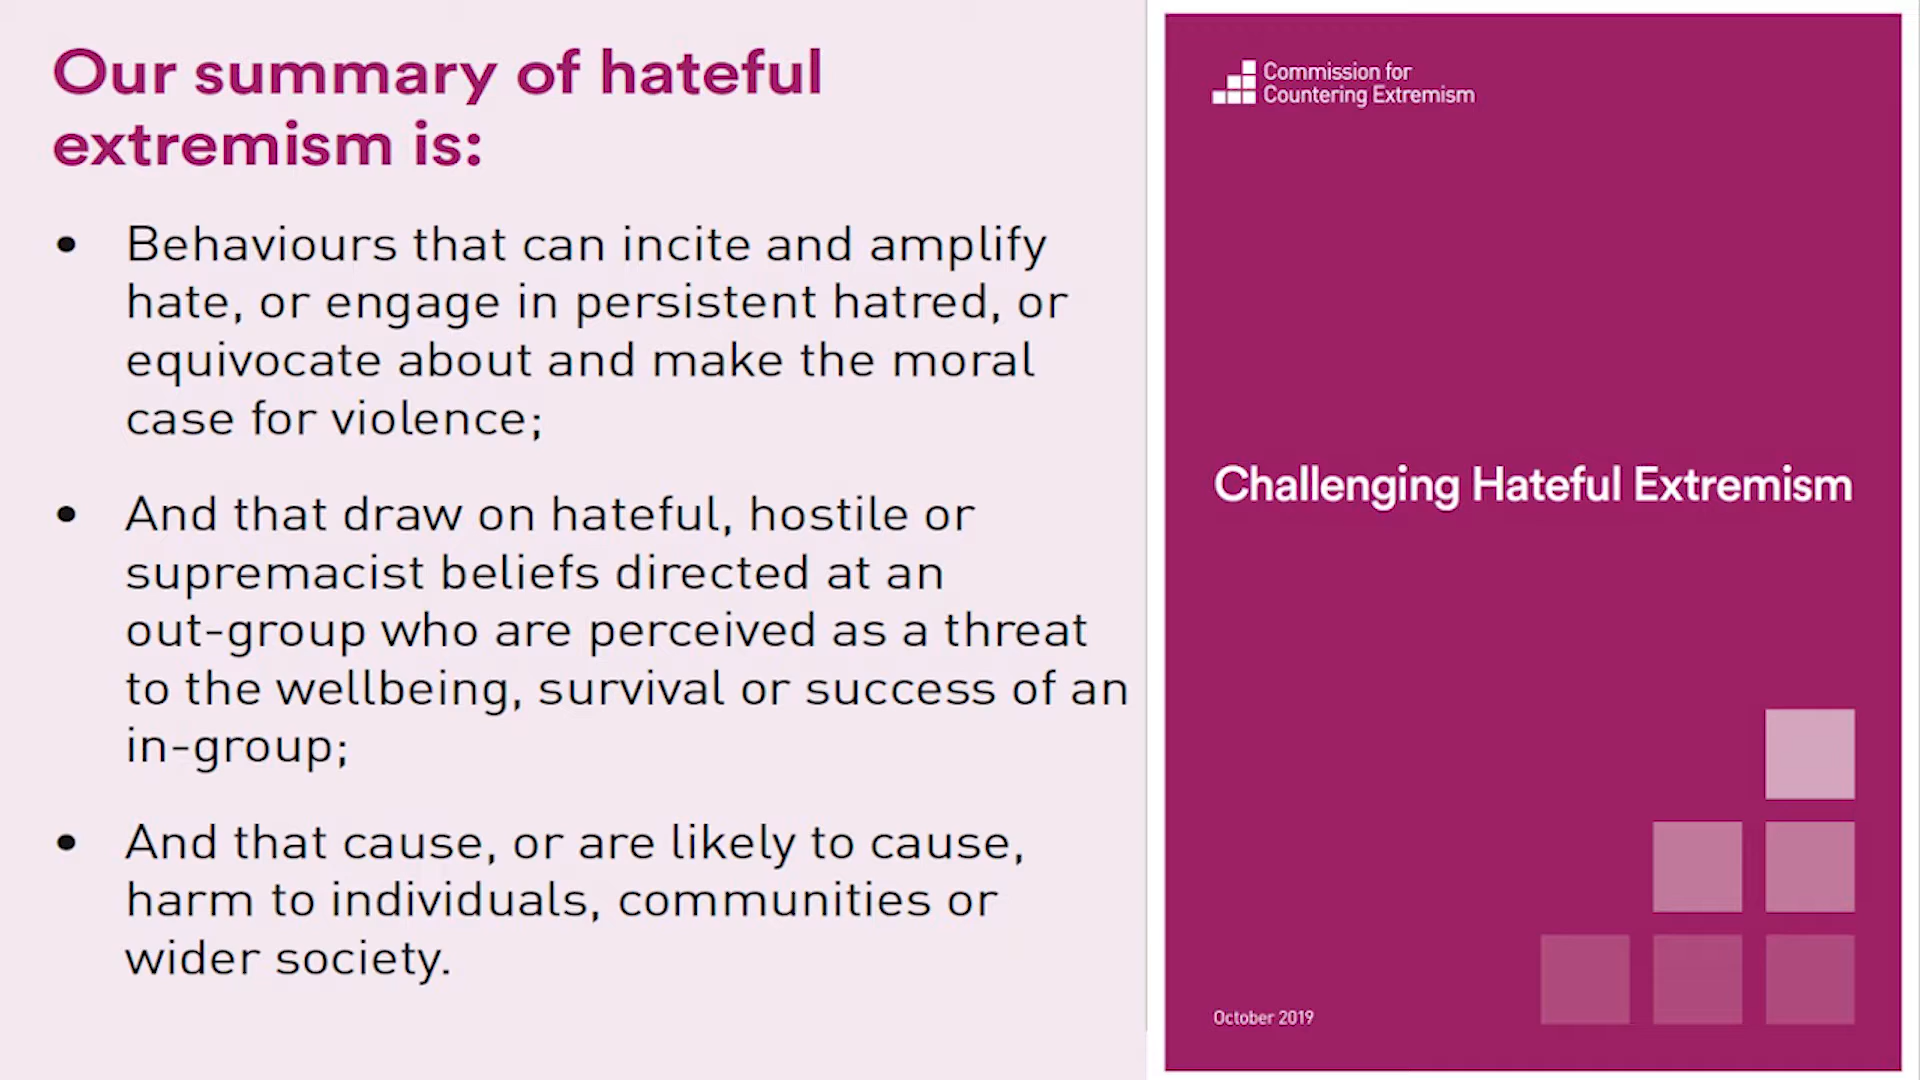 Our summary of hateful
extremism is:
• Behaviours that can incite and amplify
hate, or engage in persistent hatred, or
equivocate about and make the moral
case for violence;
• And that draw on hateful, hostile or
supremacist beliefs directed at an
out-group who are perceived as a threat
to the wellbeing, survival or success of an
in-group;
• And that cause, or are likely to cause,
harm to individuals, communities or
wider society.
Commission for
Countering Extremism
Challenging Hateful Extremism
October 2019